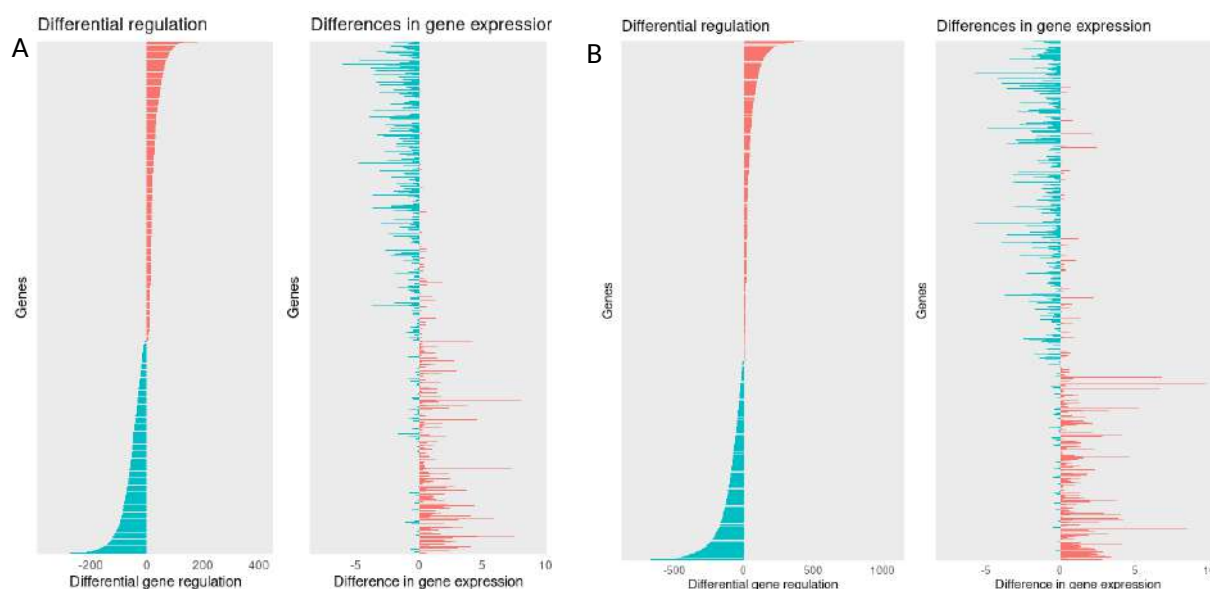 A
Differential regulation
Genes
-200 0 200 400
Differential gene regulation
Differences in gene expressior
Genes
-5 0 5 10
Difference in gene expression
B
Differential regulation
Genes
-500 0 500 1000
Differential gene regulation
Differences in gene expression
Genes
-5 0 5 10
Difference in gene expression